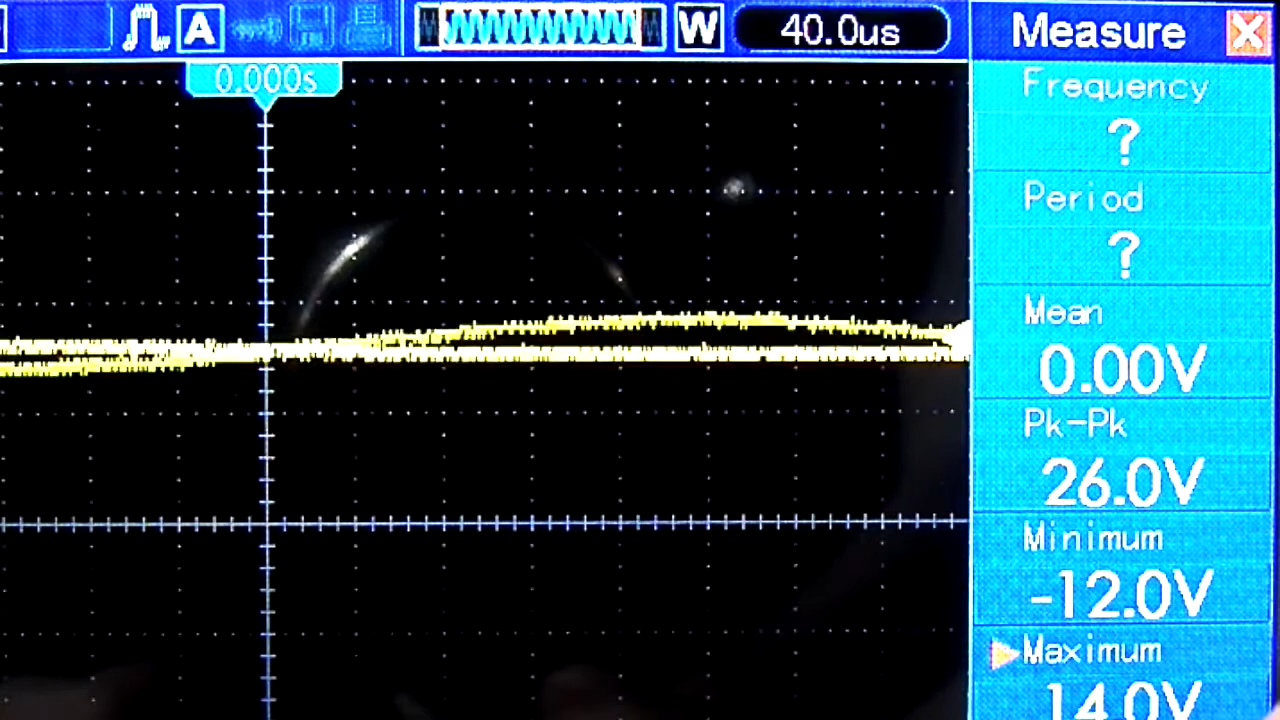 A
W
40.0us
Measure
X
0.000s
Frequency
?
Period
?
Mean
0.00V
Pk-Pk
26.0V
Minimum
-12.0V
Maximum
14.0V